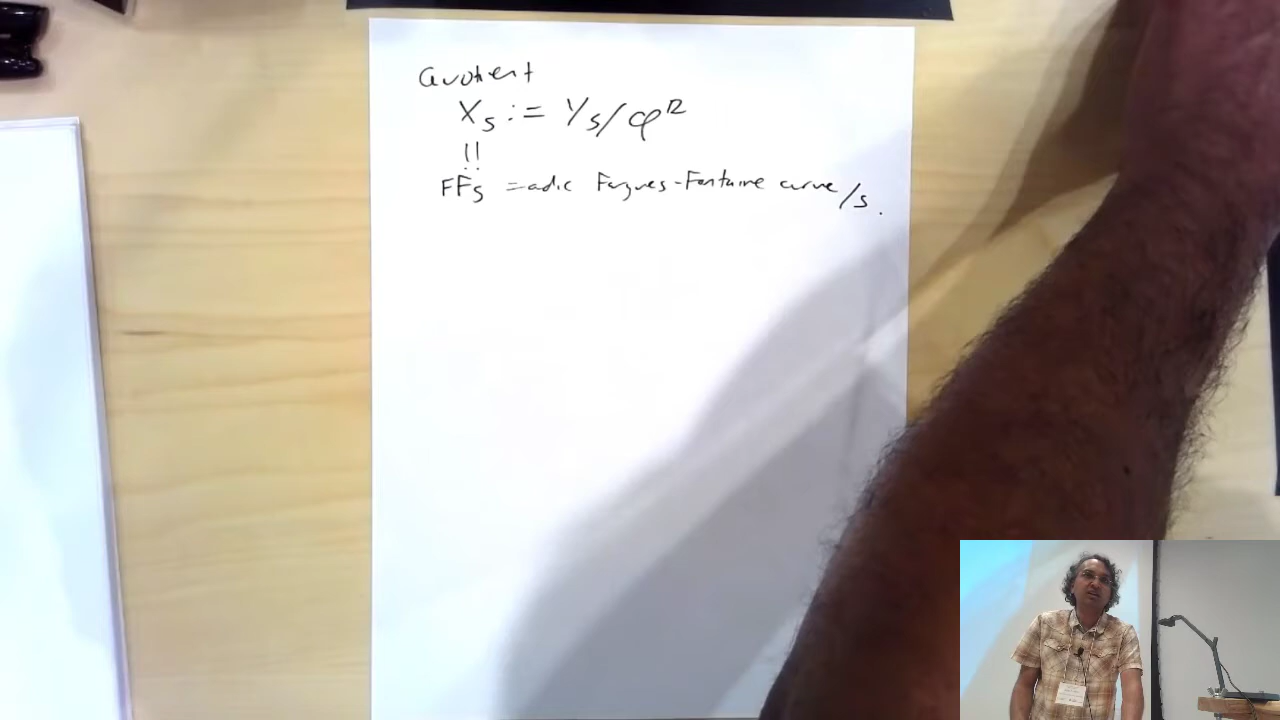 Quotient
X_S := Y_S/φ^ℤ
!!
FF_S = adic Fargues-Fontaine curve/S.